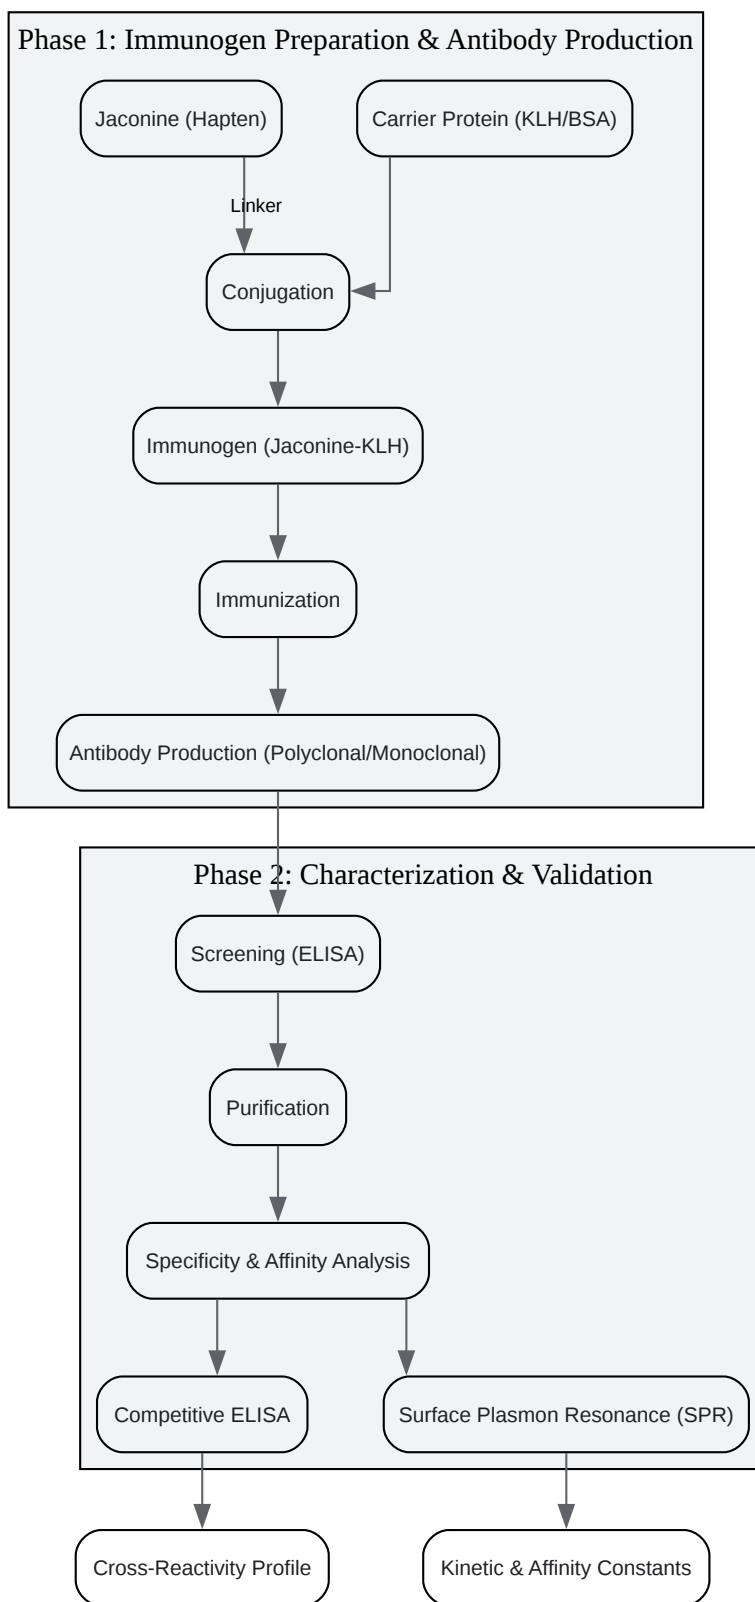 Phase 1: Immunogen Preparation & Antibody Production
Jaconine (Hapten)
Carrier Protein (KLH/BSA)
Linker
Conjugation
Immunogen (Jaconine-KLH)
Immunization
Antibody Production (Polyclonal/Monoclonal)
Phase 2: Characterization & Validation
Screening (ELISA)
Purification
Specificity & Affinity Analysis
Competitive ELISA
Surface Plasmon Resonance (SPR)
Cross-Reactivity Profile
Kinetic & Affinity Constants